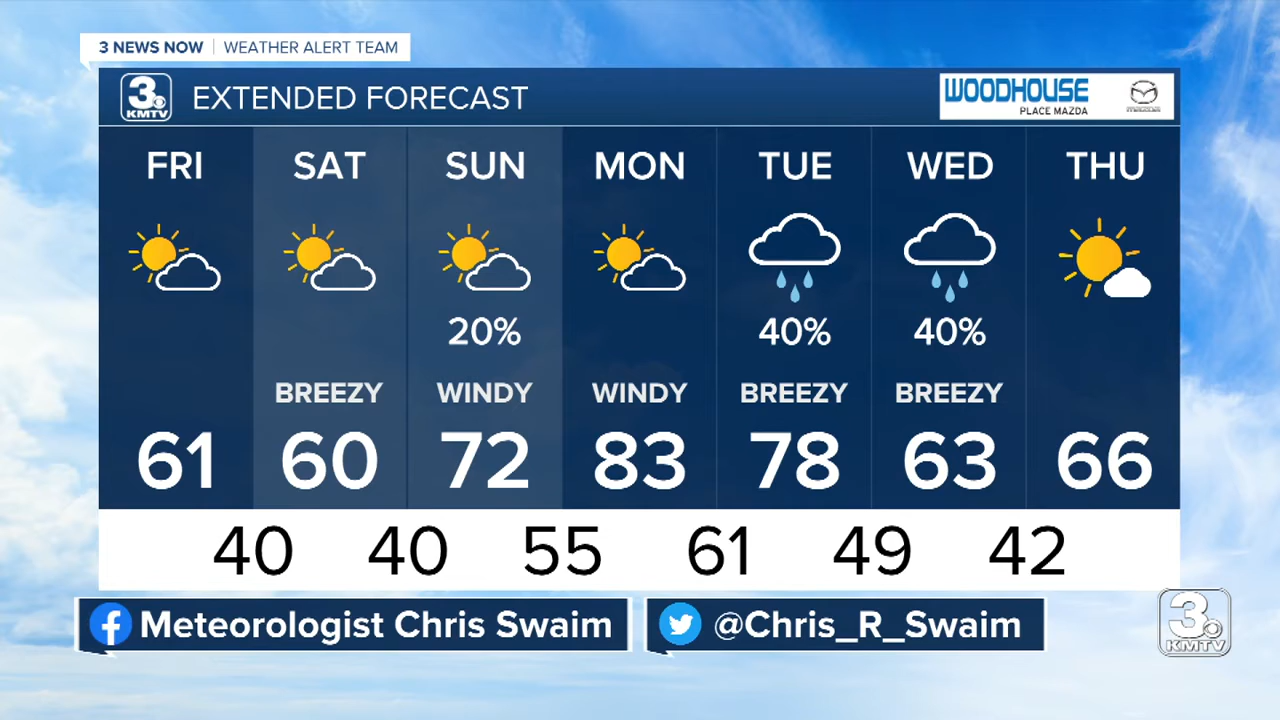 3 NEWS NOW | WEATHER ALERT TEAM
3 KMTV
EXTENDED FORECAST
WOODHOUSE
PLACE MAZDA
mazda
FRI SAT SUN MON TUE WED THU
20% 40% 40%
BREEZY WINDY WINDY BREEZY BREEZY
61 60 72 83 78 63 66
40 40 55 61 49 42
Meteorologist Chris Swaim
@Chris_R_Swaim
3 KMTV